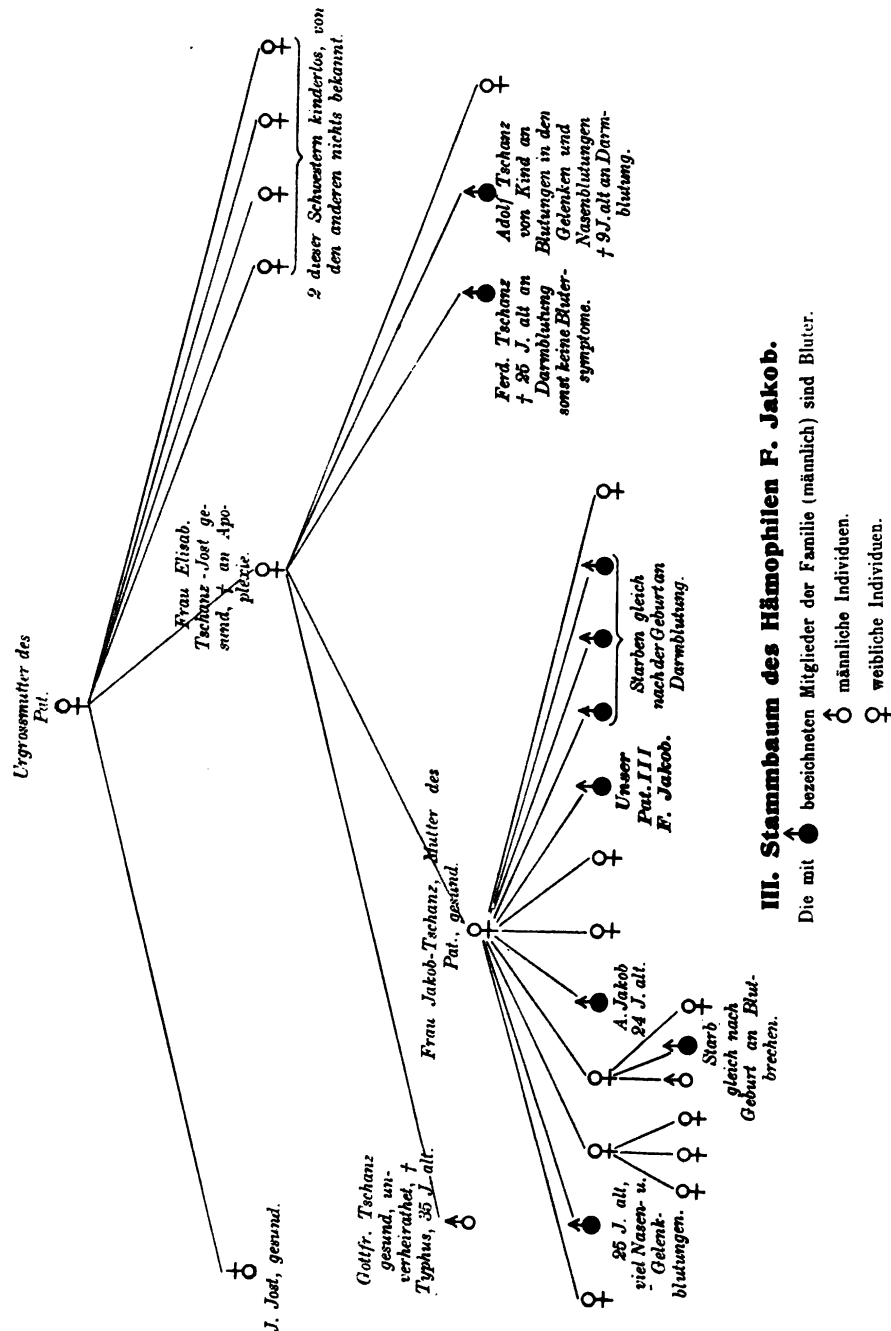 Urgrossmutter des
Pat.
J. Jost, gesund.
Frau Elisab.
Tschanz-Jost ge-
sund, † an Apo-
plexie.
2 dieser Schwestern kinderlos, von
den anderen nichts bekannt.
Gottfr. Tschanz
gesund, un-
verheirathet, †
Typhus, 35 J. alt.
Frau Jakob-Tschanz, Mutter des
Pat., gesund.
Ferd. Tschanz
† 25 J. alt an
Darmblutung
sonst keine Bluter-
symptome.
Adolf Tschanz
von Kind an
Blutungen in den
Gelenken und
Nasenblutungen
† 9 J. alt an Darm-
blutung.
25 J. alt,
viel Nasen- u.
Gelenk-
blutungen.
A. Jakob
24 J. alt.
Unser
Pat. III
F. Jakob.
Starben gleich
nach der Geburt an
Darmblutung.
Starb
gleich nach
Geburt an Blut-
brechen.
III. Stammbaum des Hämophilen F. Jakob.
Die mit bezeichneten Mitglieder der Familie (männlich) sind Bluter.
♂ männliche Individuen.
♀ weibliche Individuen.